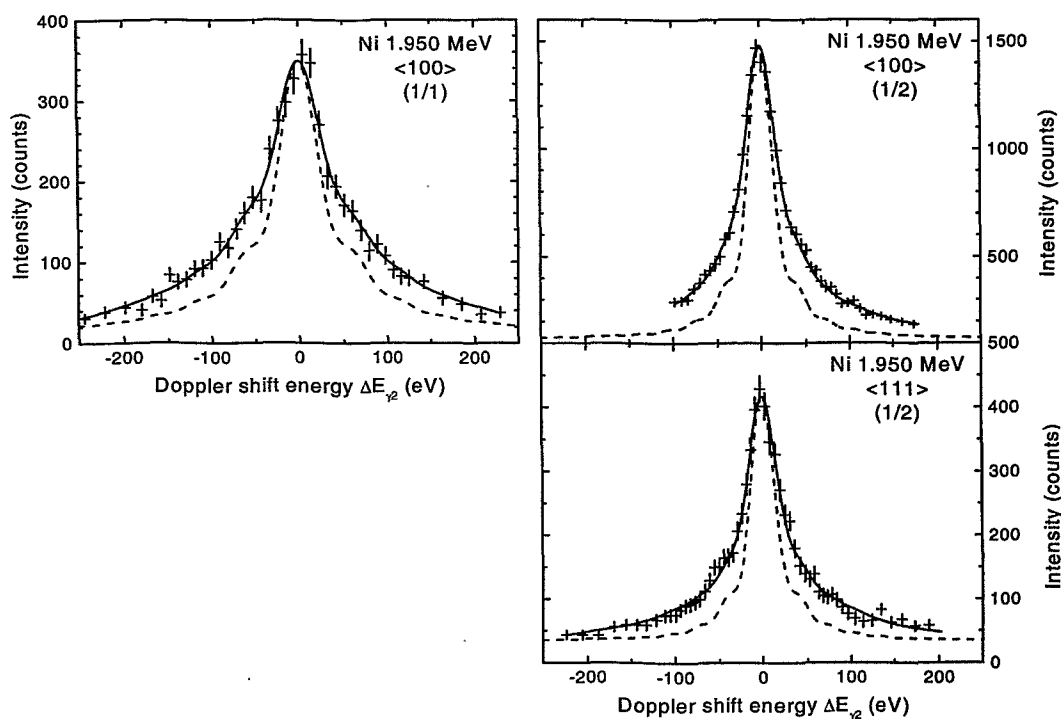 Ni 1.950 MeV
<100>
(1/1)
400
300
200
100
0
Intensity (counts)
-200 -100 0 100 200
Doppler shift energy ΔEγ2 (eV)
Ni 1.950 MeV
<100>
(1/2)
1500
1000
500
Intensity (counts)
500
Ni 1.950 MeV
<111>
(1/2)
400
300
200
100
0
Intensity (counts)
-200 -100 0 100 200
Doppler shift energy ΔEγ2 (eV)